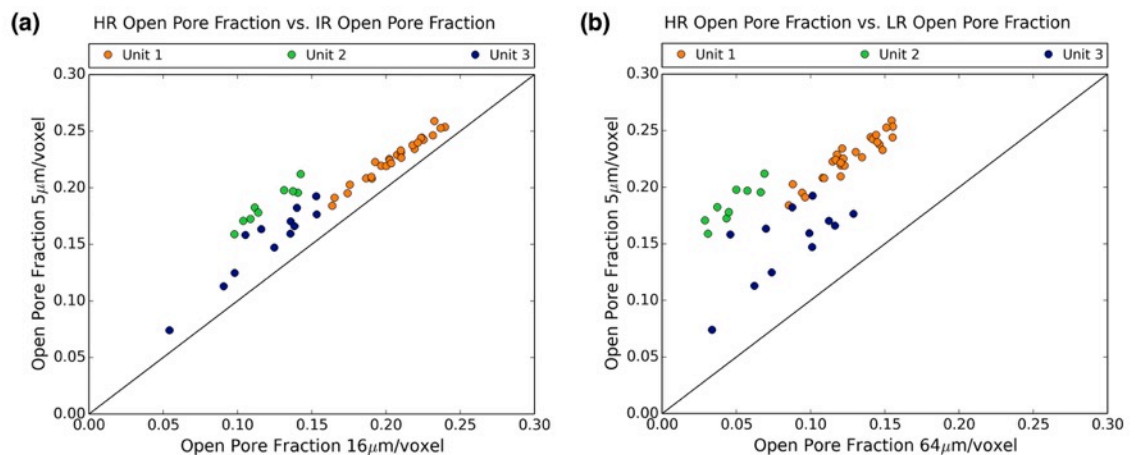 (a)
HR Open Pore Fraction vs. IR Open Pore Fraction
Unit 1 Unit 2 Unit 3
0.30
0.25
0.20
0.15
0.10
0.05
0.00
Open Pore Fraction 5μm/voxel
0.00 0.05 0.10 0.15 0.20 0.25 0.30
Open Pore Fraction 16μm/voxel
(b)
HR Open Pore Fraction vs. LR Open Pore Fraction
Unit 1 Unit 2 Unit 3
0.30
0.25
0.20
0.15
0.10
0.05
0.00
Open Pore Fraction 5μm/voxel
0.00 0.05 0.10 0.15 0.20 0.25 0.30
Open Pore Fraction 64μm/voxel